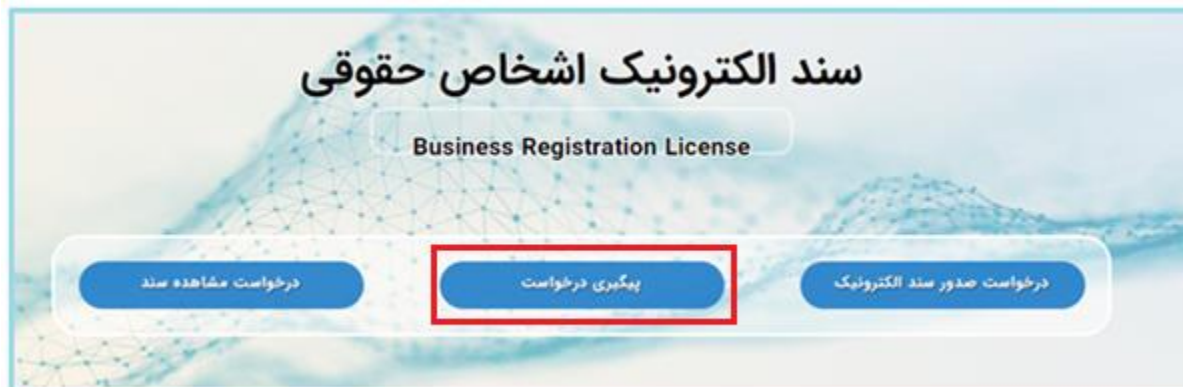 سند الکترونیک اشخاص حقوقی
Business Registration License
درخواست صدور سند الکترونیک
پیگیری درخواست
درخواست مشاهده سند